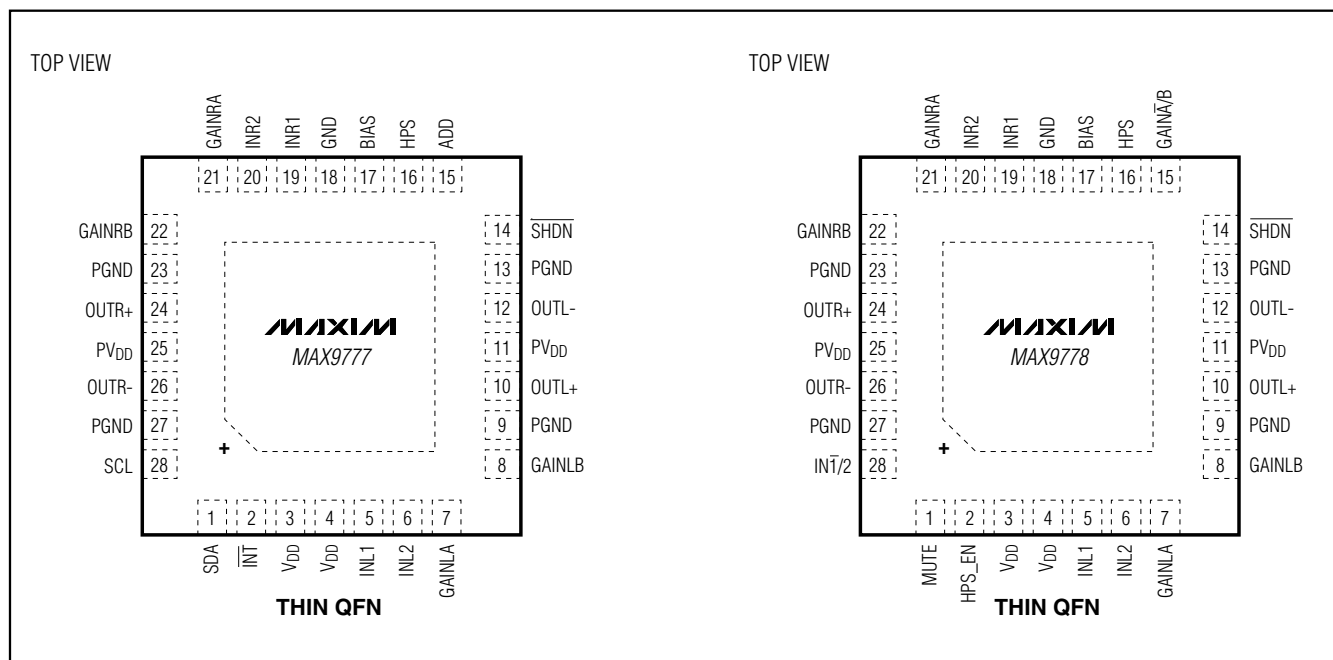 TOP VIEW
GAINRA INR2 INR1 GND BIAS HPS ADD
21 20 19 18 17 16 15
GAINRB 22 14 S̅H̅D̅N̅
PGND 23 13 PGND
OUTR+ 24 12 OUTL-
PVDD 25 11 PVDD
OUTR- 26 10 OUTL+
PGND 27 9 PGND
SCL 28 8 GAINLB
MAXIM
MAX9777
+
1 2 3 4 5 6 7
SDA I̅N̅T̅ VDD VDD INL1 INL2 GAINLA
THIN QFN
TOP VIEW
GAINRA INR2 INR1 GND BIAS HPS GAINA̅/B
21 20 19 18 17 16 15
GAINRB 22 14 S̅H̅D̅N̅
PGND 23 13 PGND
OUTR+ 24 12 OUTL-
PVDD 25 11 PVDD
OUTR- 26 10 OUTL+
PGND 27 9 PGND
IN1̅/2 28 8 GAINLB
MAXIM
MAX9778
+
1 2 3 4 5 6 7
MUTE HPS_EN VDD VDD INL1 INL2 GAINLA
THIN QFN